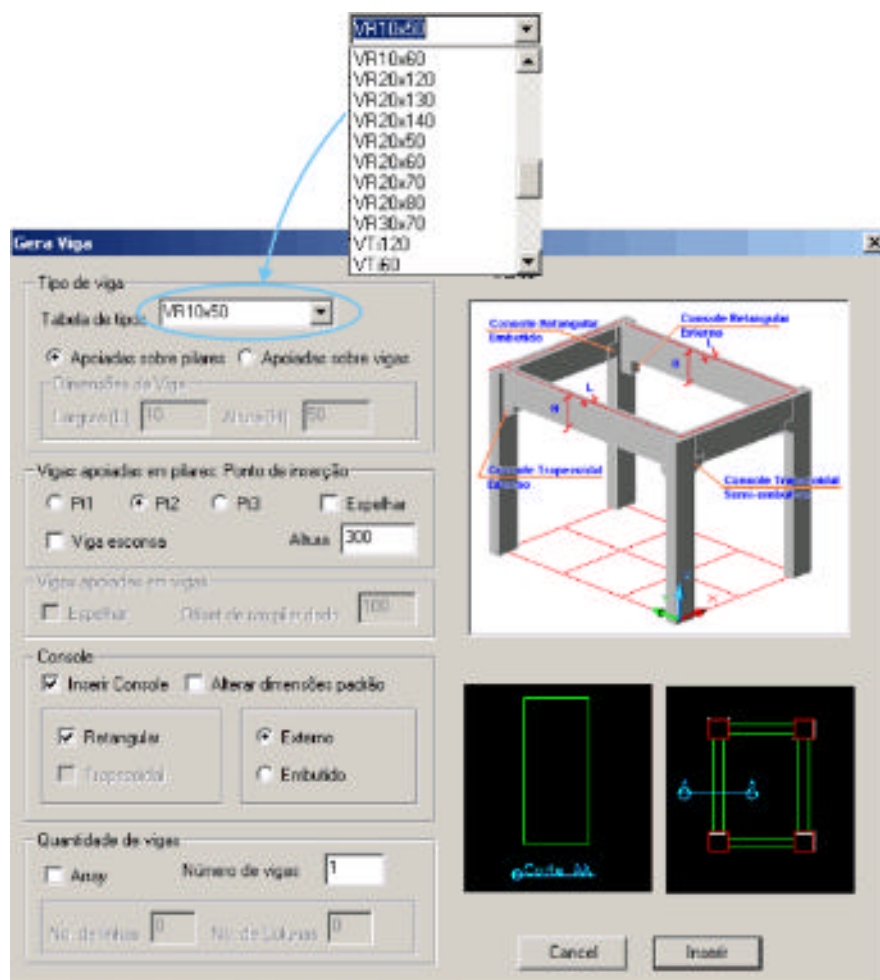 VR10x50
VR10x60
VR20x120
VR20x130
VR20x140
VR20x50
VR20x60
VR20x70
VR20x80
VR30x70
VTi120
VTi60
Gera Viga
Tipo de viga
Tabela de tipos VR10x50
Apoiadas sobre pilares Apoiadas sobre vigas
Dimensões da Viga
Largura(L) 10 Altura(H) 50
Vigas apoiadas em pilares: Ponto de inserção
Pt1 Pt2 Pt3 Espelhar
Viga esconsa Altura 300
Vigas apoiadas em vigas
Espelhar Offset de 100
Console
Inserir Console Alterar dimensões padrão
Retangular Externo
Trapezoidal Embutido
Quantidade de vigas
Array Número de vigas 1
No. de linhas 0 No. de Colunas 0
Console Retangular
Embutido
Console Retangular
Externo
L
H
L
H
Console Trapezoidal
Externo
Console Trapezoidal
Semi-embutido
X
Corte AA
Cancel Inserir